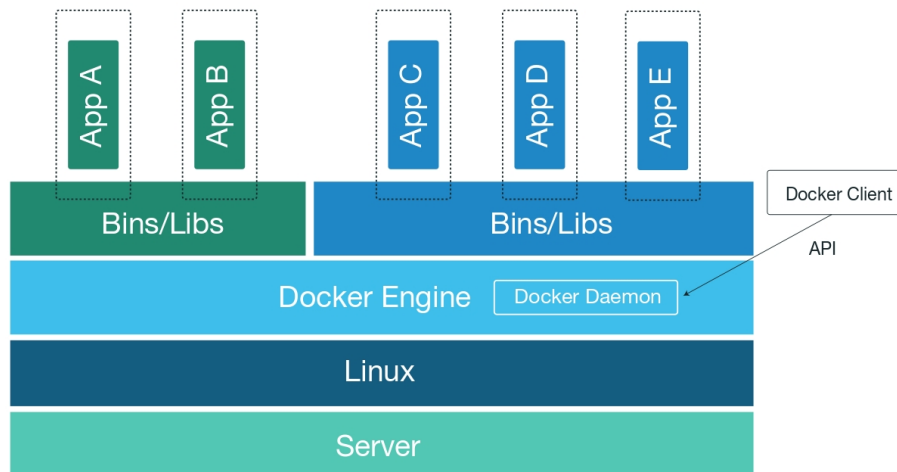 App A
App B
App C
App D
App E
Bins/Libs
Bins/Libs
Docker Client
API
Docker Engine
Docker Daemon
Linux
Server